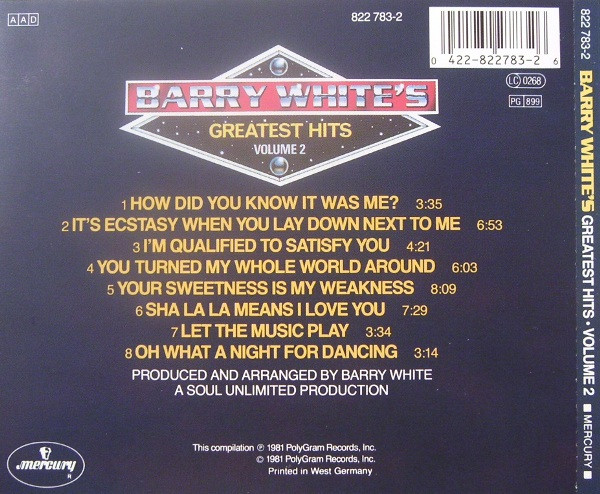 AAD
822 783-2
0 422-822783-2 6
LC 0268
PG 899
BARRY WHITE'S
GREATEST HITS
VOLUME 2
1 HOW DID YOU KNOW IT WAS ME? 3:35
2 IT'S ECSTASY WHEN YOU LAY DOWN NEXT TO ME 6:53
3 I'M QUALIFIED TO SATISFY YOU 4:21
4 YOU TURNED MY WHOLE WORLD AROUND 6:03
5 YOUR SWEETNESS IS MY WEAKNESS 8:09
6 SHA LA LA MEANS I LOVE YOU 7:29
7 LET THE MUSIC PLAY 3:34
8 OH WHAT A NIGHT FOR DANCING 3:14
PRODUCED AND ARRANGED BY BARRY WHITE
A SOUL UNLIMITED PRODUCTION
This compilation ℗ 1981 PolyGram Records, Inc.
© 1981 PolyGram Records, Inc.
Printed in West Germany
mercury
R
822 783-2 BARRY WHITE'S GREATEST HITS • VOLUME 2 ■ MERCURY ■